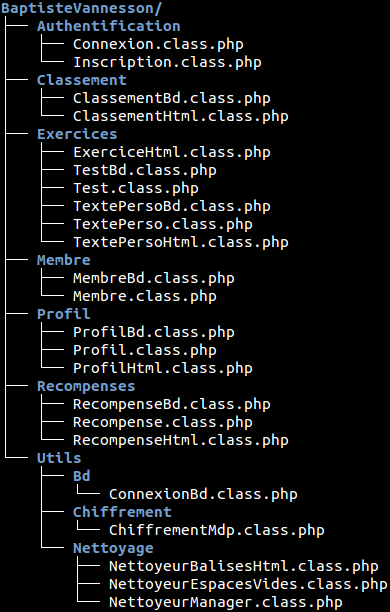 BaptisteVannesson/
Authentification
Connexion.class.php
Inscription.class.php
Classement
ClassementBd.class.php
ClassementHtml.class.php
Exercices
ExerciceHtml.class.php
TestBd.class.php
Test.class.php
TextePersoBd.class.php
TextePerso.class.php
TextePersoHtml.class.php
Membre
MembreBd.class.php
Membre.class.php
Profil
ProfilBd.class.php
Profil.class.php
ProfilHtml.class.php
Recompenses
RecompenseBd.class.php
Recompense.class.php
RecompenseHtml.class.php
Utils
Bd
ConnexionBd.class.php
Chiffrement
ChiffrementMdp.class.php
Nettoyage
NettoyeurBalisesHtml.class.php
NettoyeurEspacesVides.class.php
NettoyeurManager.class.php